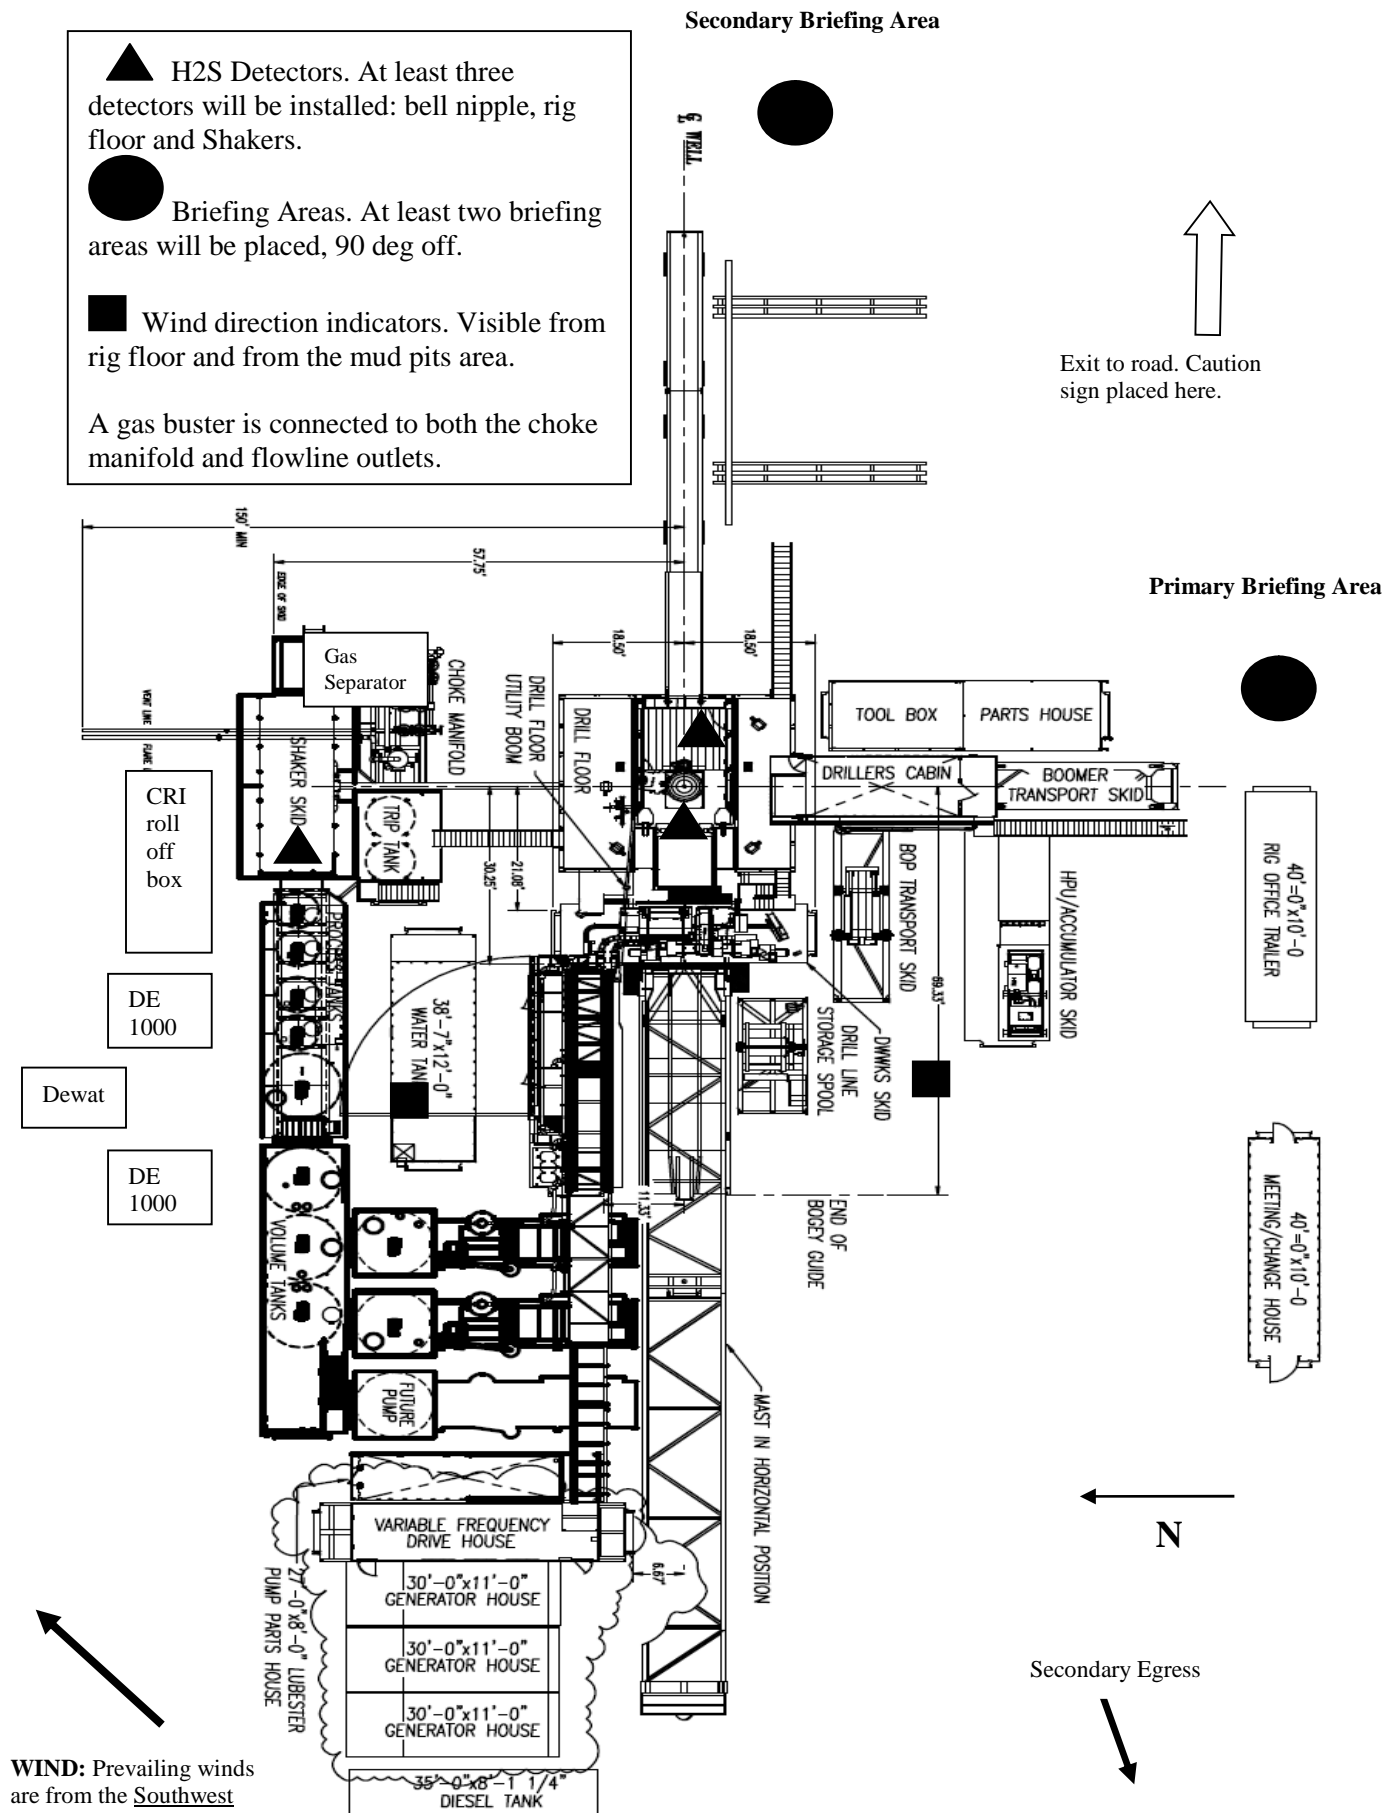 Secondary Briefing Area
H2S Detectors. At least three
detectors will be installed: bell nipple, rig
floor and Shakers.
Briefing Areas. At least two briefing
areas will be placed, 90 deg off.
Wind direction indicators. Visible from
rig floor and from the mud pits area.
A gas buster is connected to both the choke
manifold and flowline outlets.
WELL
Exit to road. Caution
sign placed here.
150' MIN
57.75'
EDGE OF SKID
Primary Briefing Area
18.50'
18.50'
Gas
Separator
CHOKE MANIFOLD
DRILL FLOOR
UTILITY BOOM
DRILL FLOOR
TOOL BOX
PARTS HOUSE
VENT LINE
FLARE
SHAKER SKID
DRILLERS CABIN
BOOMER
TRANSPORT SKID
CRI
roll
off
box
TRIP
TANK
30.25'
21.08'
BOP TRANSPORT SKID
HPU/ACCUMULATOR SKID
40'=0"x10'-0
RIG OFFICE TRAILER
PROCESS TANKS
38'-7"x12'-0"
WATER TANK
69.33'
DE
1000
DWWKS SKID
DRILL LINE
STORAGE SPOOL
Dewat
DE
1000
11.33'
END OF
BOGEY GUIDE
40'=0"x10'-0
MEETING/CHANGE HOUSE
VOLUME TANKS
FUTURE
PUMP
MAST IN HORIZONTAL POSITION
N
VARIABLE FREQUENCY
DRIVE HOUSE
6.67'
27'-0"x8'-0" LUBESTER
PUMP PARTS HOUSE
30'-0"x11'-0"
GENERATOR HOUSE
30'-0"x11'-0"
GENERATOR HOUSE
30'-0"x11'-0"
GENERATOR HOUSE
Secondary Egress
WIND: Prevailing winds
are from the Southwest
35'-0"x8'-1 1/4"
DIESEL TANK